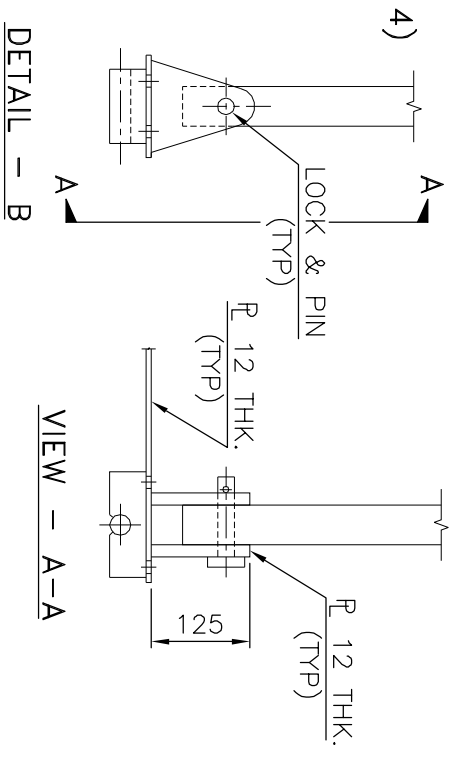 4)
A
A
LOCK & PIN
(TYP)
DETAIL - B
PL 12 THK.
(TYP)
PL 12 THK.
(TYP)
125
VIEW - A-A